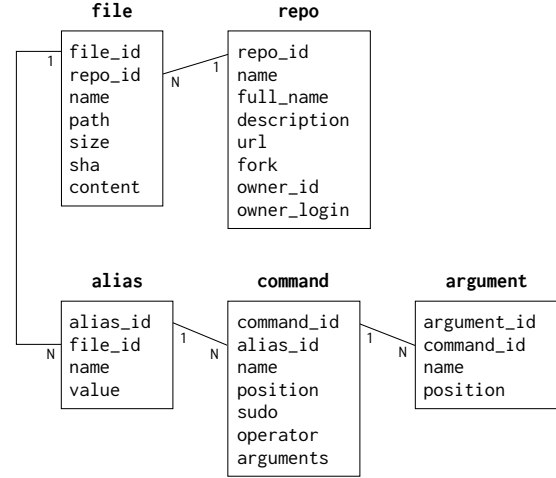 file
file_id
repo_id
name
path
size
sha
content
repo
repo_id
name
full_name
description
url
fork
owner_id
owner_login
1
N
1
N
alias
alias_id
file_id
name
value
command
command_id
alias_id
name
position
sudo
operator
arguments
argument
argument_id
command_id
name
position
1
N
1
N